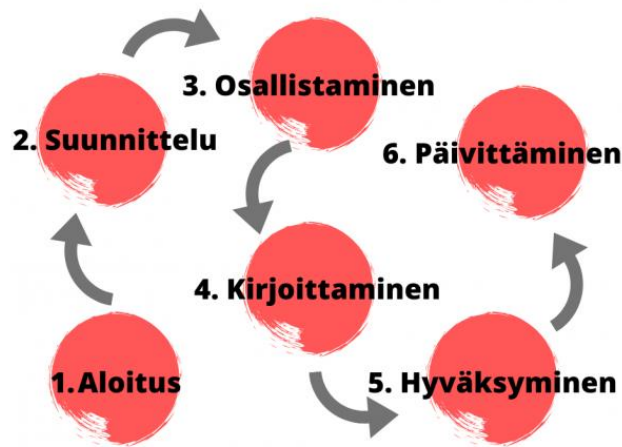 1. Aloitus
2. Suunnittelu
3. Osallistaminen
4. Kirjoittaminen
5. Hyväksyminen
6. Päivittäminen